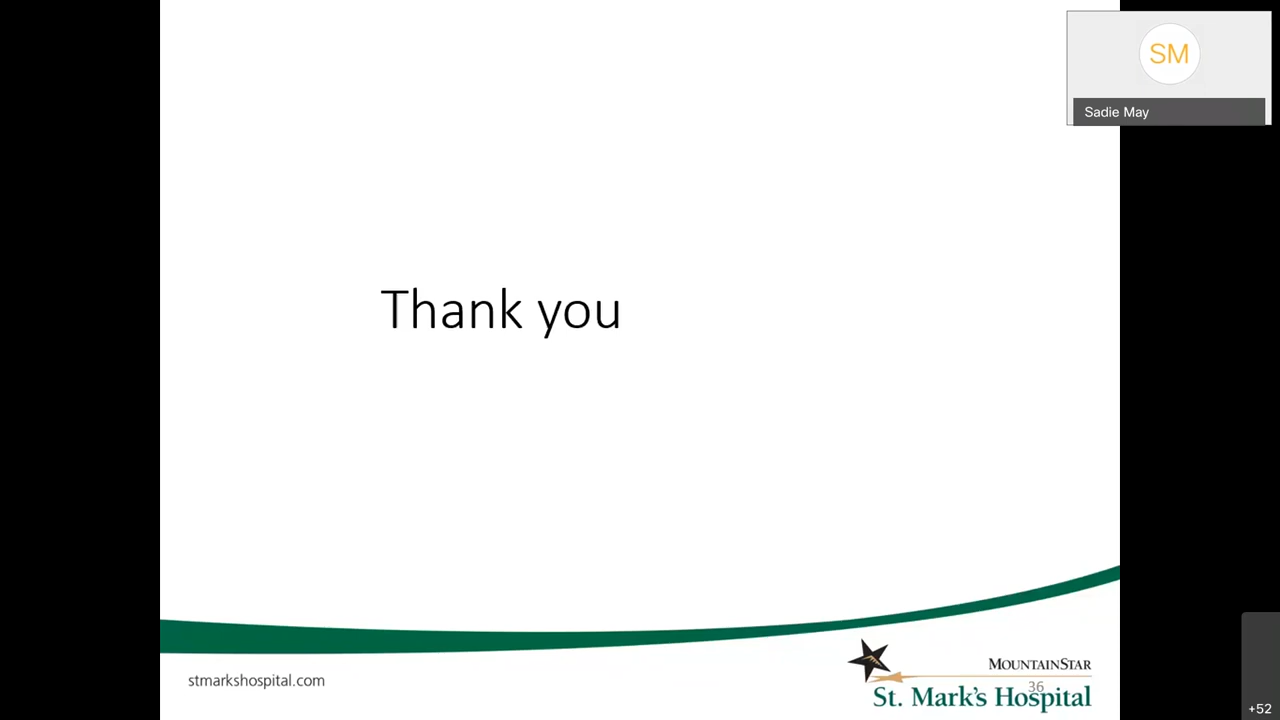 SM
Sadie May
Thank you
stmarkshospital.com
MOUNTAINSTAR
36
St. Mark's Hospital
+52